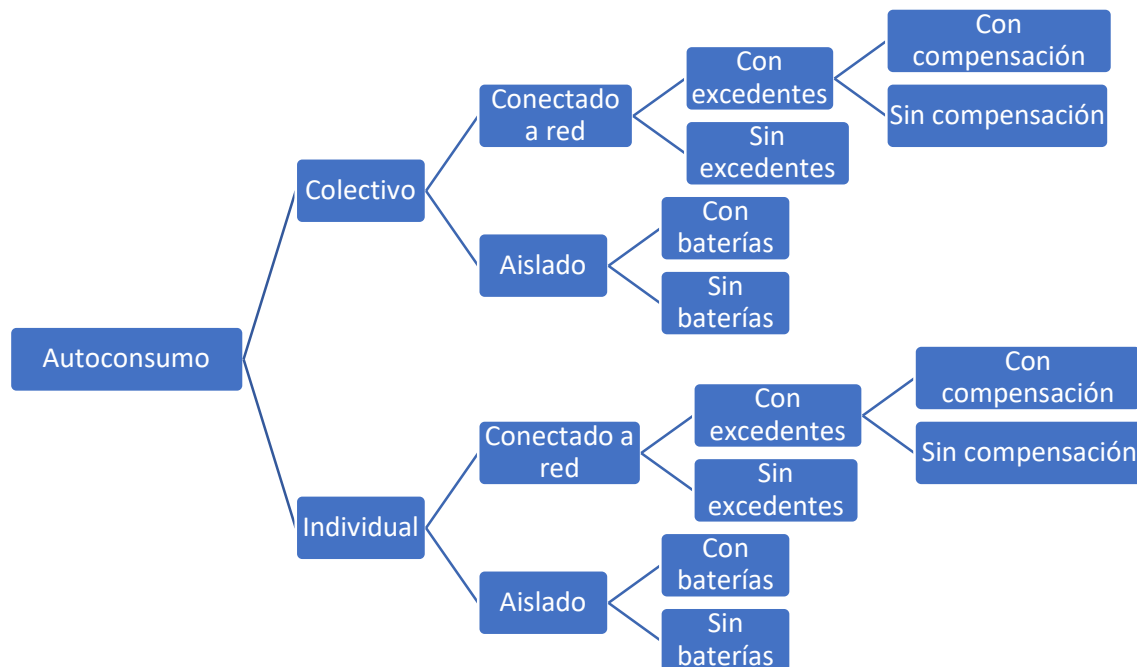 Autoconsumo
Colectivo
Conectado
a red
Con
excedentes
Con
compensación
Sin compensación
Sin
excedentes
Aislado
Con
baterías
Sin
baterías
Individual
Conectado a
red
Con
excedentes
Con
compensación
Sin compensación
Sin
excedentes
Aislado
Con
baterías
Sin
baterías